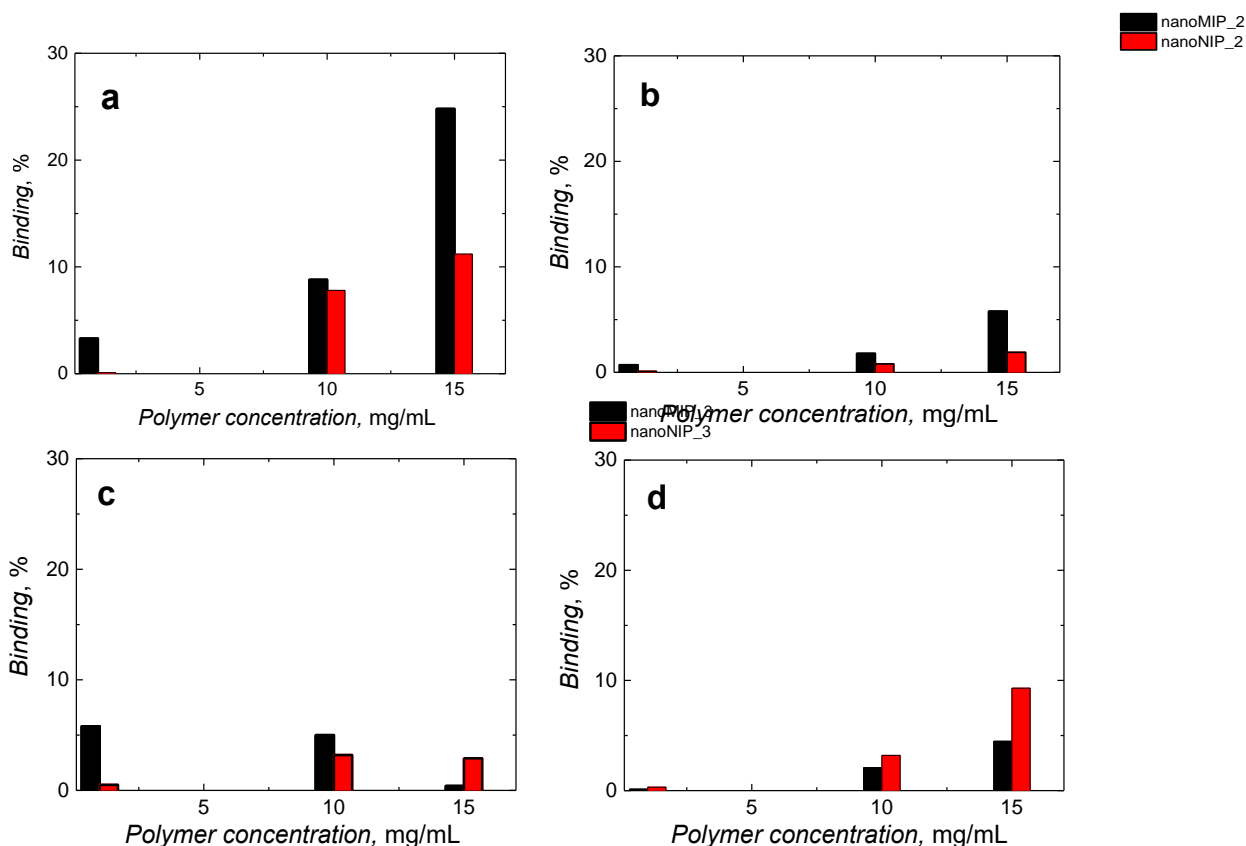 nanoMIP_2
nanoNIP_2
a
30
20
10
0
Binding, %
5 10 15
Polymer concentration, mg/mL
b
30
20
10
0
Binding, %
5 10 15
Polymer concentration, mg/mL
nanoMIP_3
nanoNIP_3
c
30
20
10
0
Binding, %
5 10 15
Polymer concentration, mg/mL
d
30
20
10
0
Binding, %
5 10 15
Polymer concentration, mg/mL